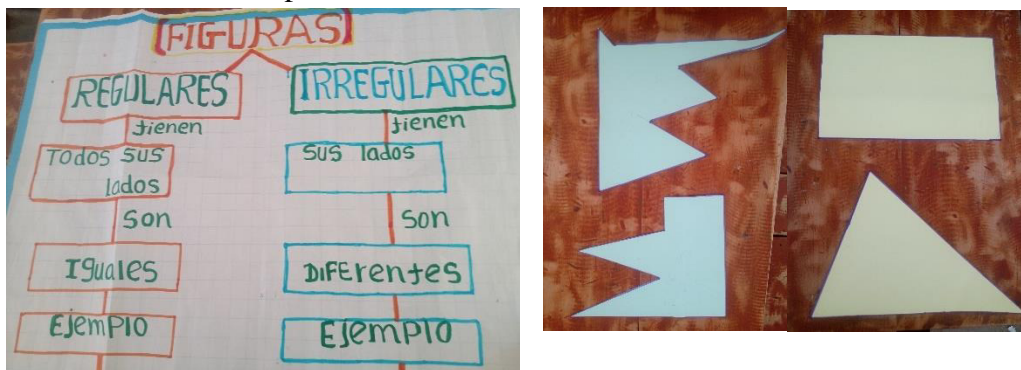 FIGURAS
REGULARES
IRREGULARES
tienen
tienen
TODOS SUS
lados
SUS lados
SON
SON
IGuales
DIFErentes
EjemPlo
EjemPlo